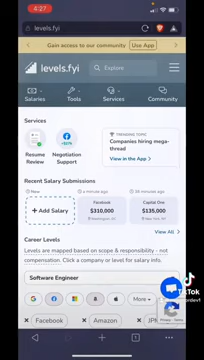 4:27
levels.fyi
Gain access to our community Use App
levels.fyi
Explore
Salaries
Tools
Services
Community
Services
Resume Review
Negotiation Support
TRENDING TOPIC
Companies hiring mega-thread
View in the App
Recent Salary Submissions
New
+ Add Salary
a minute ago
Facebook
$310,000
34 minutes ago
Capital One
$135,000
View All
Career Levels
Levels are mapped based on scope & responsibility - not
compensation. Click a company or level for salary info.
Software Engineer
More
Facebook
Amazon
TikTok